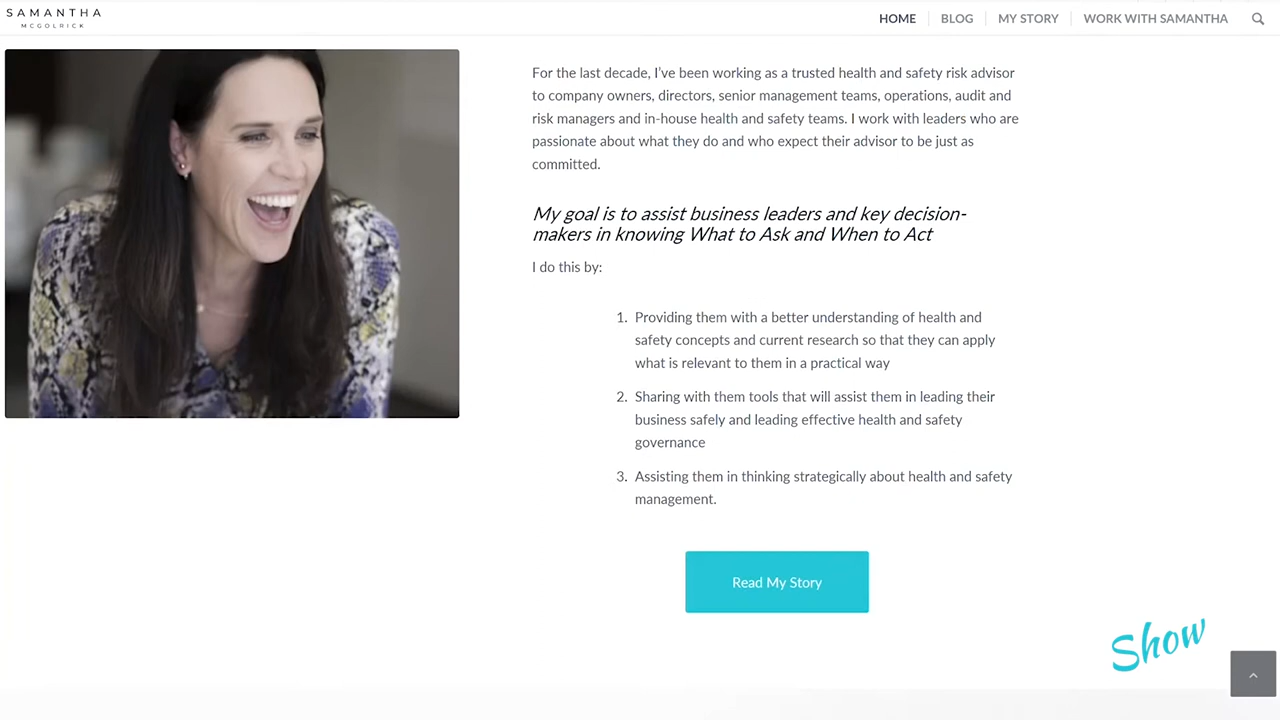 SAMANTHA
MCGOLRICK
HOME
BLOG
MY STORY
WORK WITH SAMANTHA
For the last decade, I've been working as a trusted health and safety risk advisor
to company owners, directors, senior management teams, operations, audit and
risk managers and in-house health and safety teams. I work with leaders who are
passionate about what they do and who expect their advisor to be just as
committed.
My goal is to assist business leaders and key decision-
makers in knowing What to Ask and When to Act
I do this by:
1. Providing them with a better understanding of health and
safety concepts and current research so that they can apply
what is relevant to them in a practical way
2. Sharing with them tools that will assist them in leading their
business safely and leading effective health and safety
governance
3. Assisting them in thinking strategically about health and safety
management.
Read My Story
Show